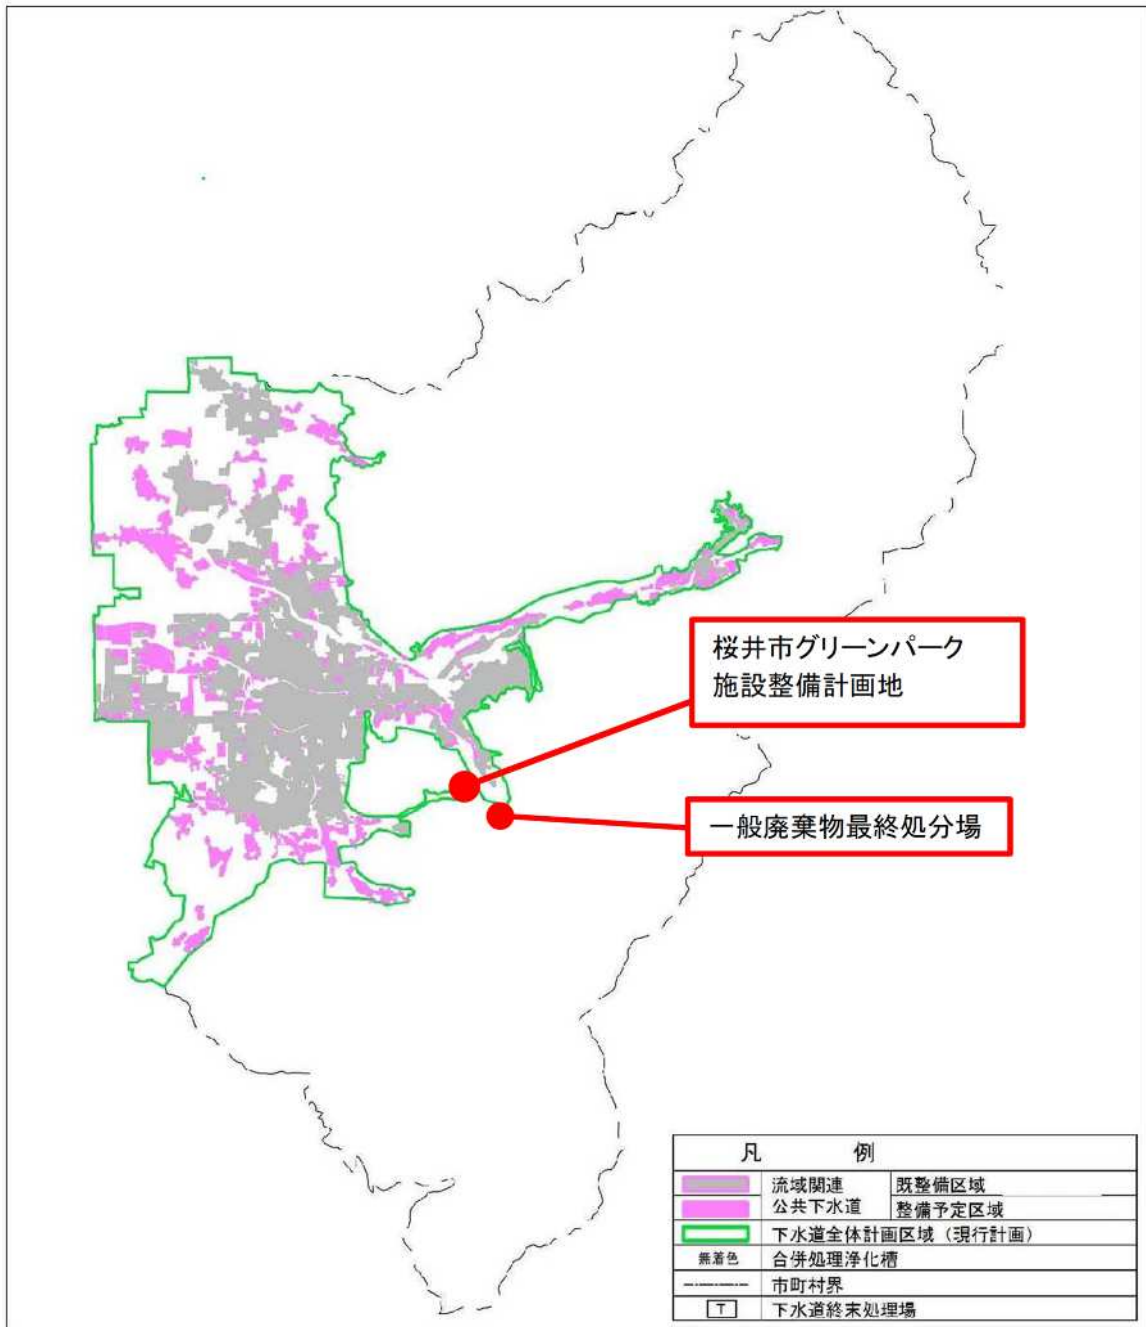 桜井市グリーンパーク
施設整備計画地
一般廃棄物最終処分場
凡 例
流域関連 既整備区域
公共下水道 整備予定区域
下水道全体計画区域（現行計画）
無着色 合併処理浄化槽
市町村界
T 下水道終末処理場